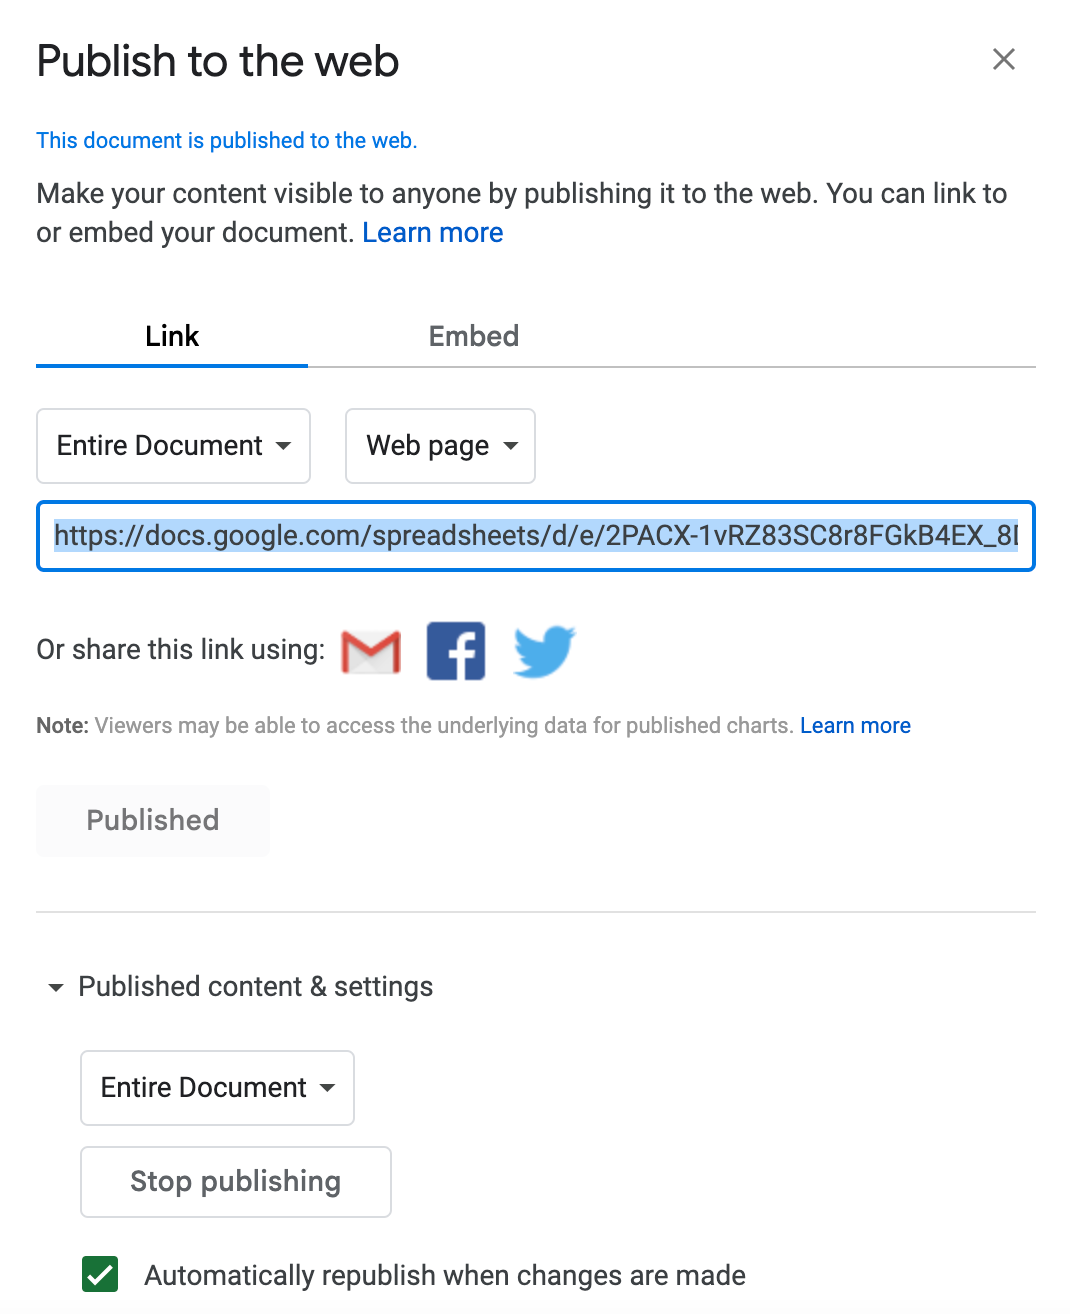 Publish to the web
This document is published to the web.
Make your content visible to anyone by publishing it to the web. You can link to
or embed your document. Learn more
Link Embed
Entire Document Web page
https://docs.google.com/spreadsheets/d/e/2PACX-1vRZ83SC8r8FGkB4EX_8
Or share this link using:
Note: Viewers may be able to access the underlying data for published charts. Learn more
Published
Published content & settings
Entire Document
Stop publishing
Automatically republish when changes are made